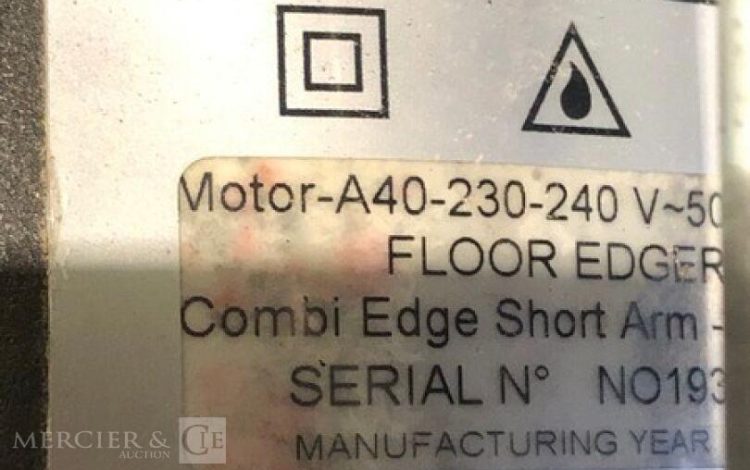 Motor-A40-230-240 V~50
FLOOR EDGER
Combi Edge Short Arm -
SERIAL N° NO193
MANUFACTURING YEAR
MERCIER & CIE
AUCTION